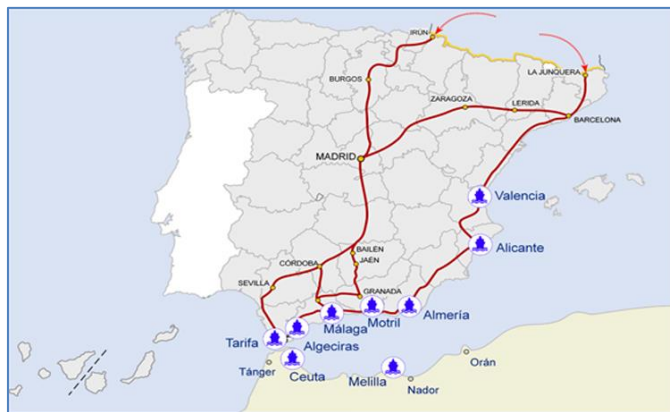 IRÚN
LA JUNQUERA
BURGOS
ZARAGOZA
LERIDA
BARCELONA
MADRID
Valencia
Alicante
BAILÉN
JAEN
CÓRDOBA
SEVILLA
GRANADA
Málaga
Motril
Almería
Tarifa
Algeciras
Tánger
Ceuta
Melilla
Nador
Orán